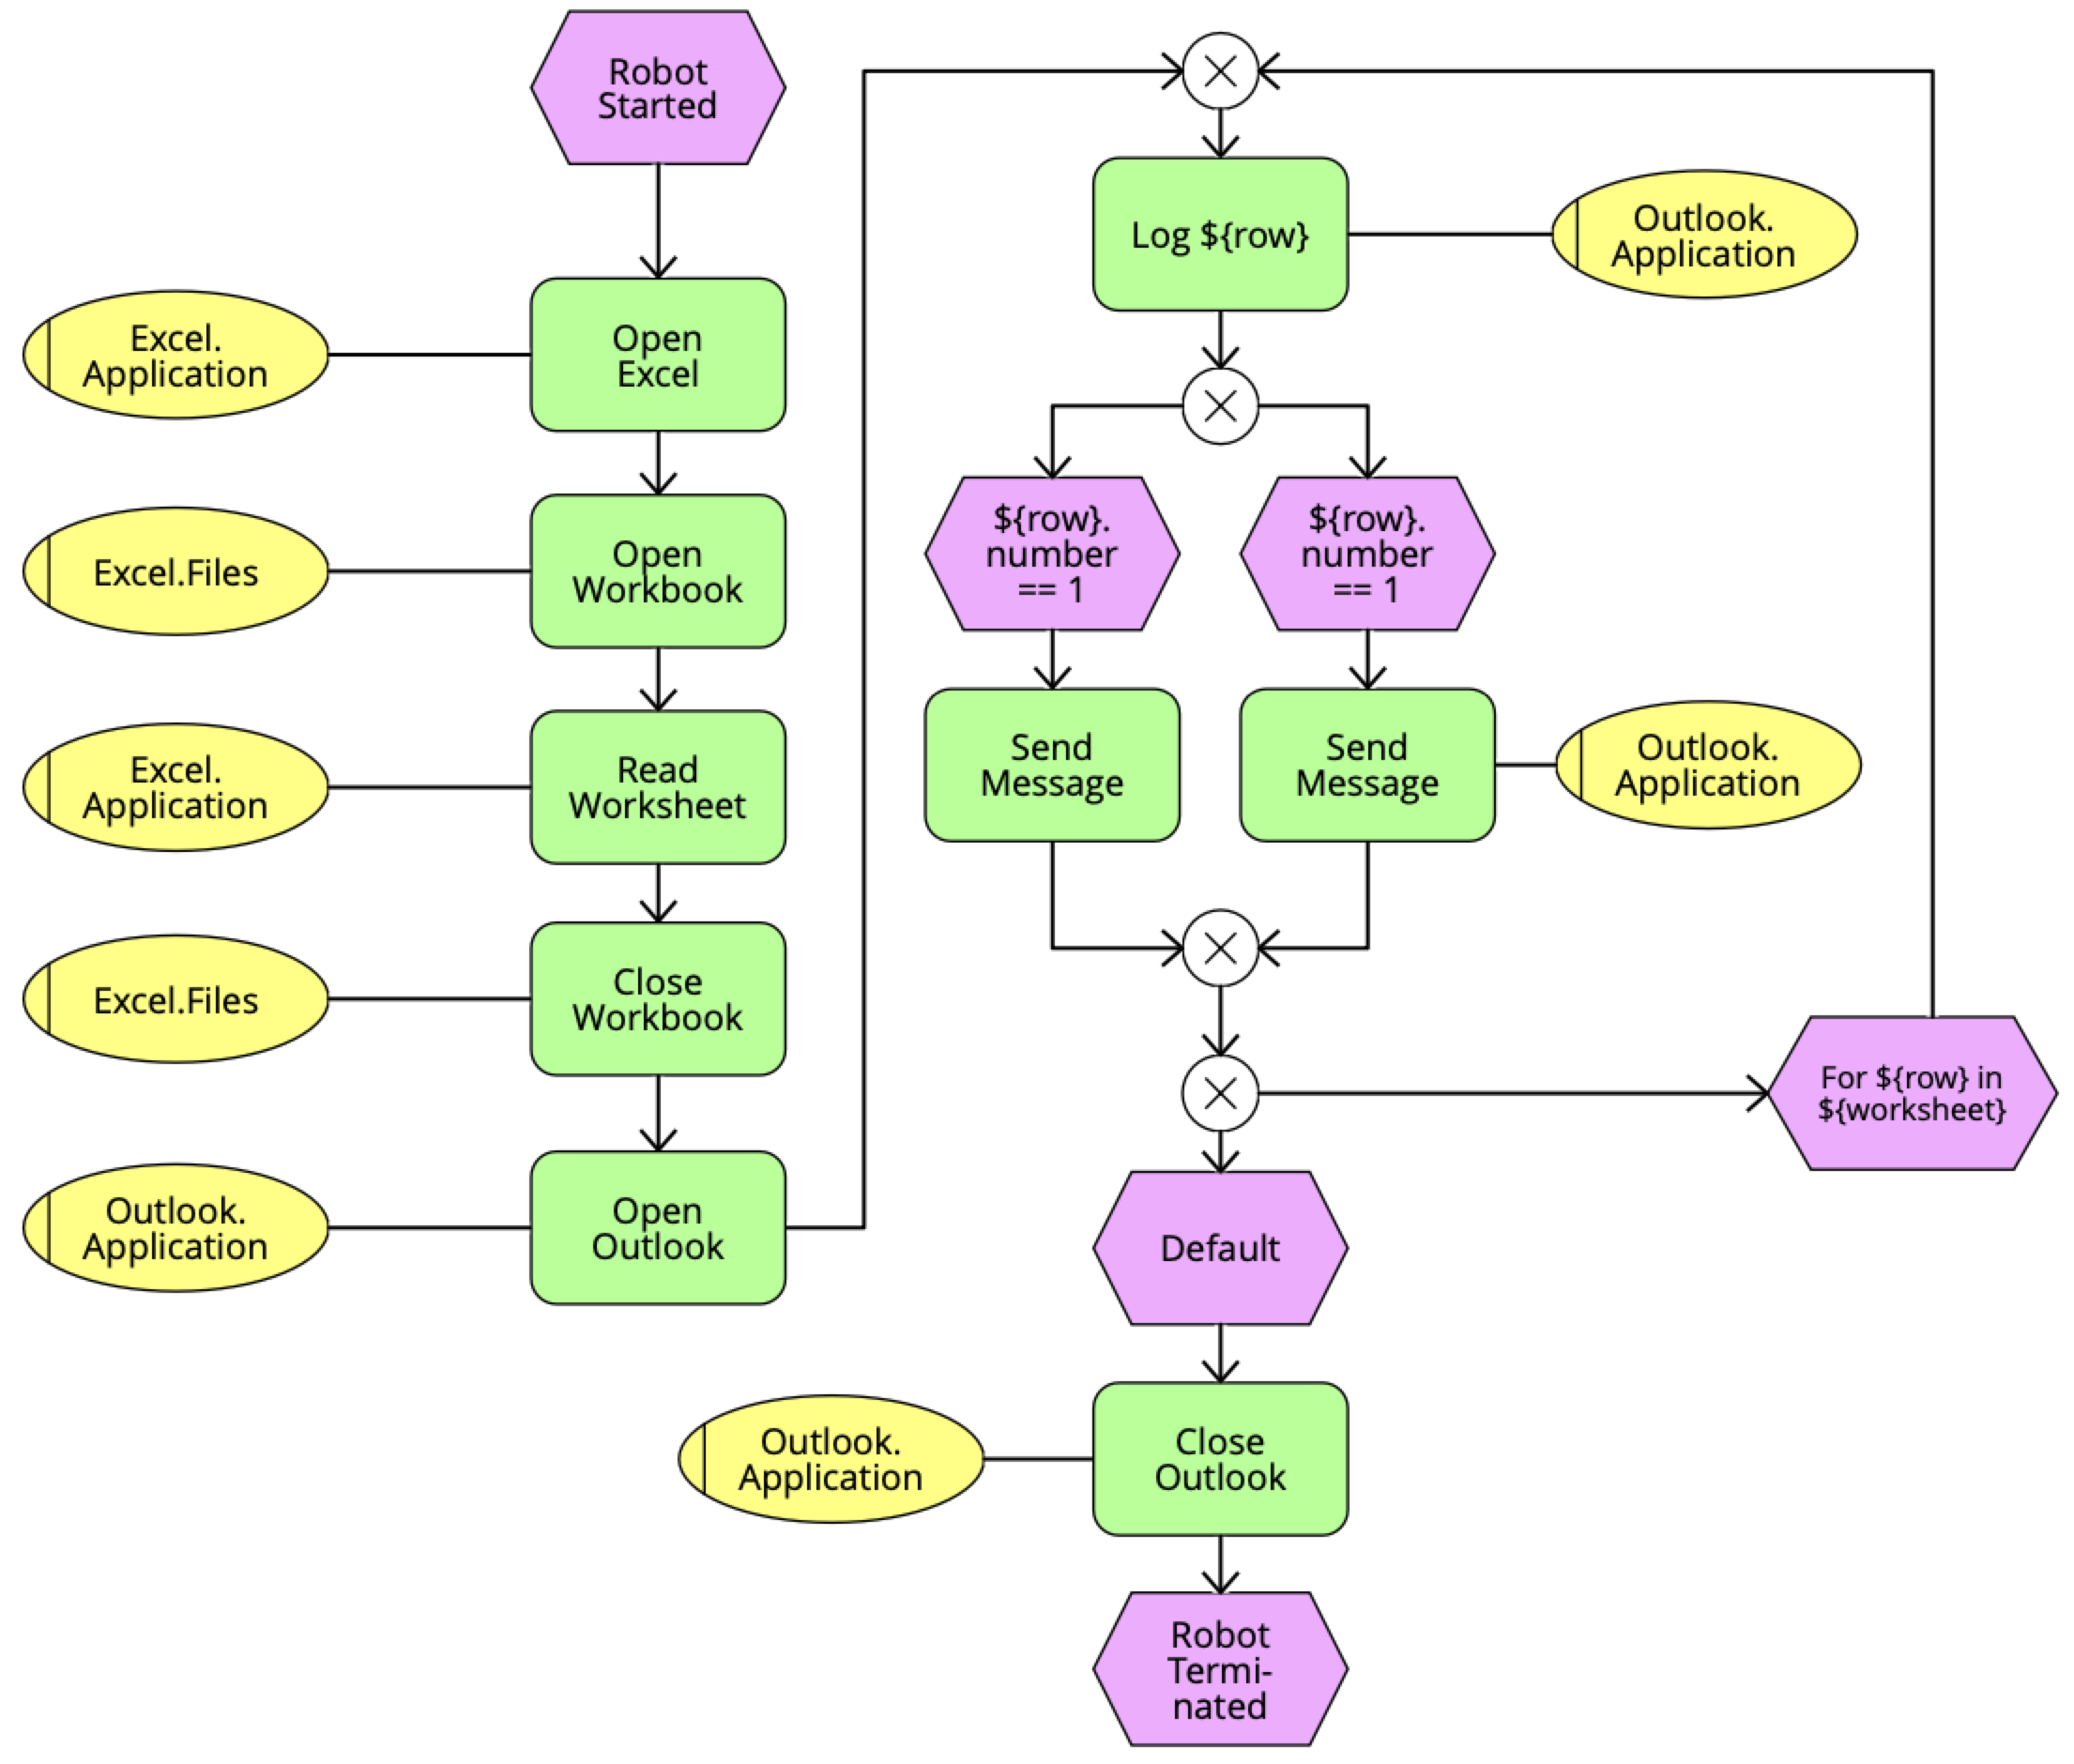 Robot
Started
Excel.
Application
Open
Excel
Excel.Files
Open
Workbook
Excel.
Application
Read
Worksheet
Excel.Files
Close
Workbook
Outlook.
Application
Open
Outlook
Log ${row}
Outlook.
Application
${row}.
number
== 1
${row}.
number
== 1
Send
Message
Send
Message
Outlook.
Application
For ${row} in
${worksheet}
Default
Outlook.
Application
Close
Outlook
Robot
Termi-
nated